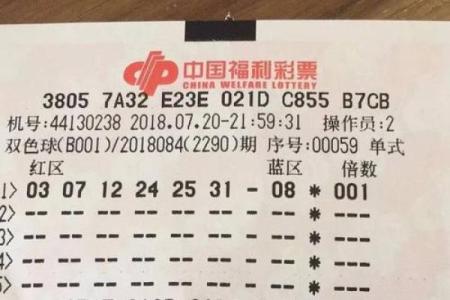 中国福利彩票
CHINA WELFARE LOTTERY
3805 7A32 E23E 021D C855 B7CB
机号:44130238 2018.07.20-21:59:31 操作员:2
双色球(B001)/2018084(2290)期 序号:00059 单式
红区 蓝区 倍数
1> 03 07 12 24 25 31 - 08 * 001
2> -- -- -- -- -- -- - -- * ---
3> -- -- -- -- -- -- - -- * ---
4> -- -- -- -- -- -- - -- * ---
5> -- -- -- -- -- -- - -- * ---